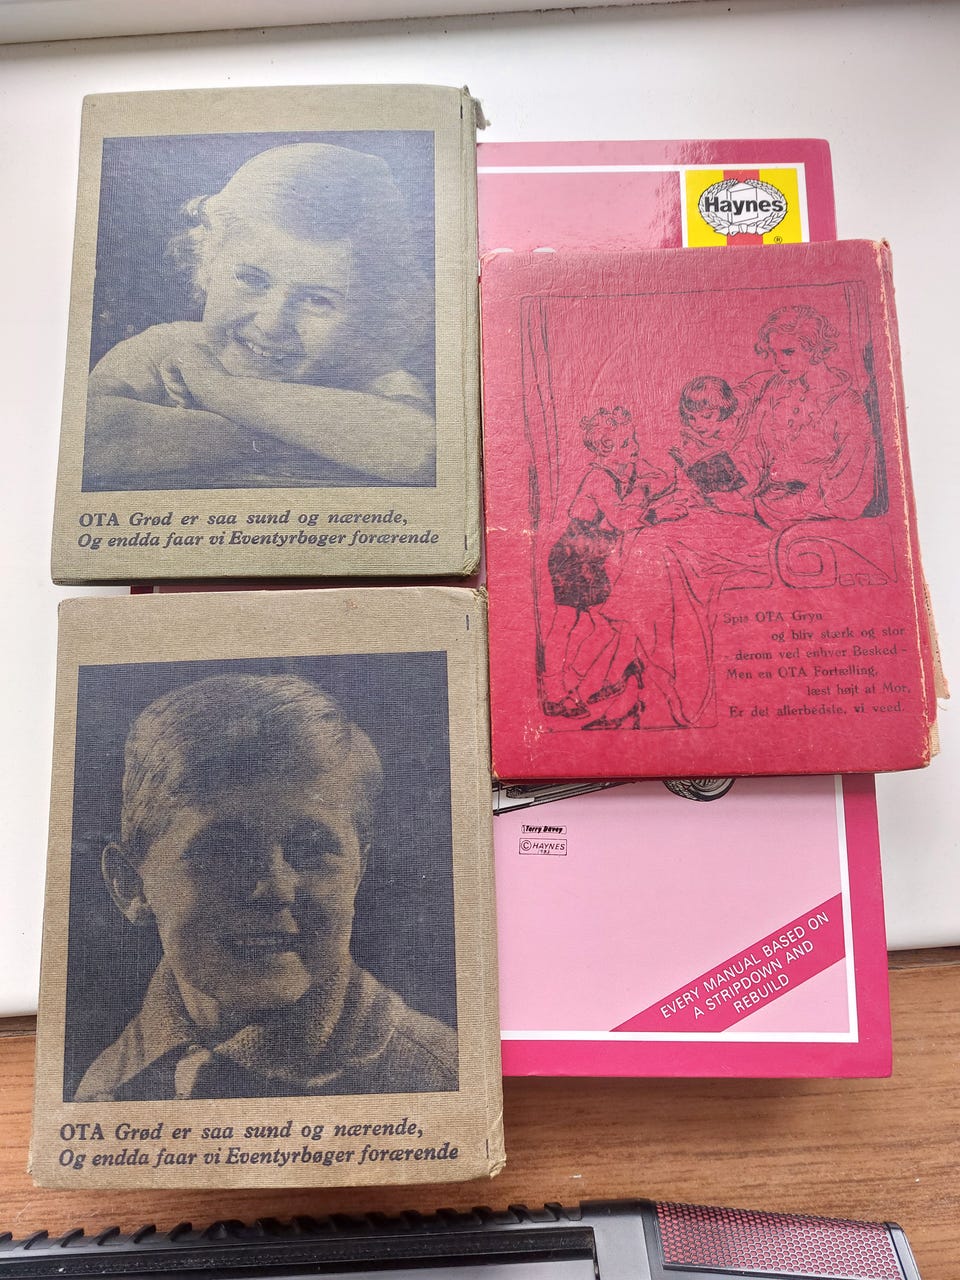 OTA Grød er saa sund og nærende,
Og endda faar vi Eventyrbøger forærende
Haynes
®
Spis OTA Gryn
og bliv stærk og stor
- derom ved enhver Besked -
Men en OTA Fortælling,
læst højt af Mor,
Er det allerbedste, vi veed.
OTA Grød er saa sund og nærende,
Og endda faar vi Eventyrbøger forærende
Terry Davey
© HAYNES
1983
EVERY MANUAL BASED ON
A STRIPDOWN AND
REBUILD